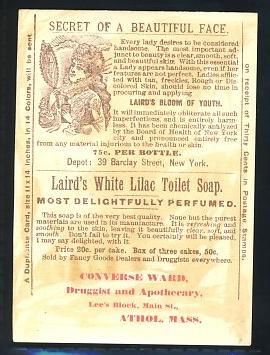 SECRET OF A BEAUTIFUL FACE.
Every lady desires to be considered
handsome. The most important ad-
junct to beauty is a clear, smooth, soft,
and beautiful skin. With this essential
a Lady appears handsome, even if her
features are not perfect. Ladies afflic-
ted with tan, freckles, Rough or Dis-
colored Skin, should lose no time in
procuring and applying
LAIRD'S BLOOM OF YOUTH.
It will immediately obliterate all such
imperfections, and is entirely harm-
less. It has been chemically analyzed
by the Board of Health of New York
city and pronounced entirely free
from any material injurious to the health or skin.
75c. PER BOTTLE.
Depot: 39 Barclay Street, New York.
Laird's White Lilac Toilet Soap.
MOST DELIGHTFULLY PERFUMED.
This soap is of the very best quality. None but the purest
materials are used in its manufacture. It is refreshing and
soothing to the skin, leaving it beautifully clear, soft, and
smooth. Don't fail to try it. You certainly will be pleased,
I may say delighted, with it.
Price 20c. per cake. Box of three cakes, 50c.
Sold by Fancy Goods Dealers and Druggists everywhere.
CONVERSE WARD,
Druggist and Apothecary,
Lee's Block, Main St.,
ATHOL, MASS.
A Duplicate Card, size 11x14 inches, in 14 Colors, will be sent
on receipt of Thirty Cents in Postage Stamps.